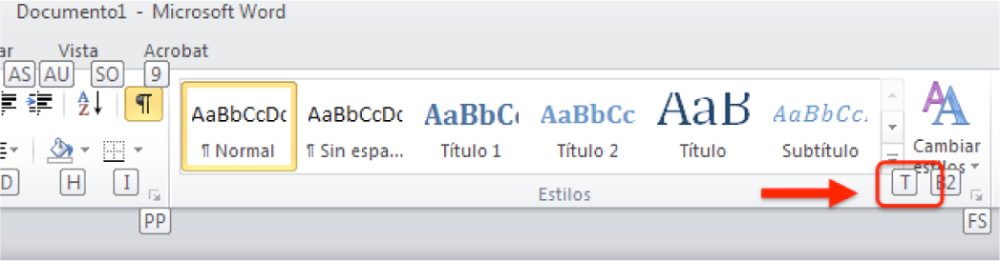 Documento1 - Microsoft Word
ar Vista Acrobat
AS AU SO 9
AaBbCcDc AaBbCcDc AaBbC AaBbCc AaB AaBbCc.
¶ Normal ¶ Sin espa... Título 1 Título 2 Título Subtítulo
Cambiar
estilos
D H I T B2
Estilos
PP FS